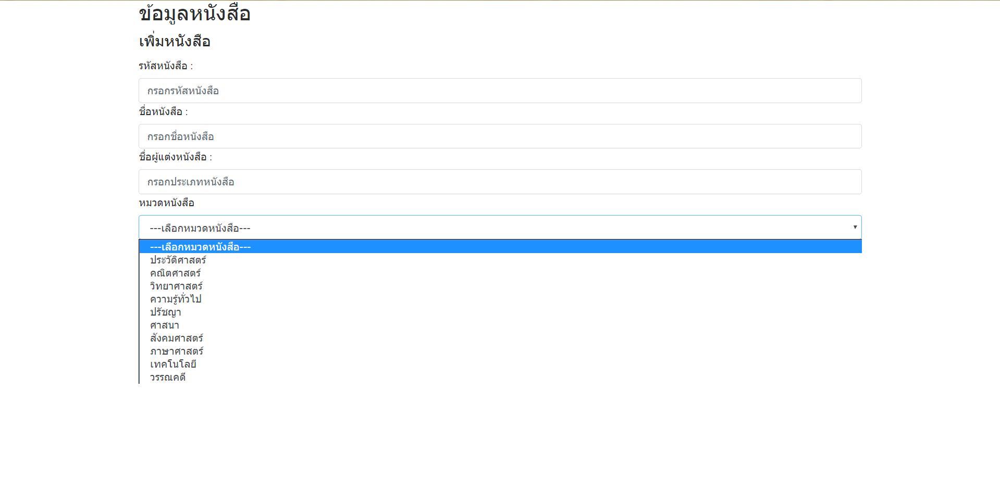 ข้อมูลหนังสือ
เพิ่มหนังสือ
รหัสหนังสือ :
กรอกรหัสหนังสือ
ชื่อหนังสือ :
กรอกชื่อหนังสือ
ชื่อผู้แต่งหนังสือ :
กรอกประเภทหนังสือ
หมวดหนังสือ
---เลือกหมวดหนังสือ---
---เลือกหมวดหนังสือ---
ประวัติศาสตร์
คณิตศาสตร์
วิทยาศาสตร์
ความรู้ทั่วไป
ปรัชญา
ศาสนา
สังคมศาสตร์
ภาษาศาสตร์
เทคโนโลยี
วรรณคดี